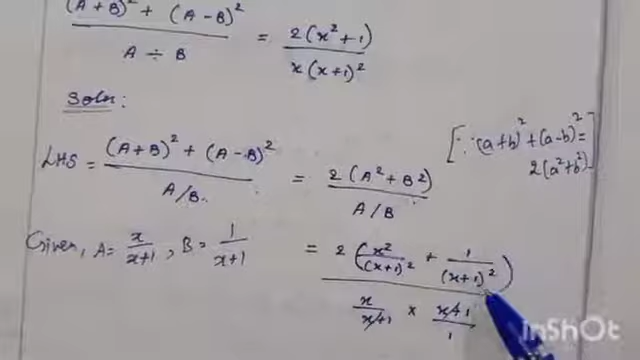 (A+B)² + (A-B)² / A ÷ B = 2(x²+1) / x(x+1)²
Soln:
LHS = (A+B)² + (A-B)² / A/B. = 2(A² + B²) / A/B [∵ (a+b)² + (a-b)² = 2(a²+b²)]
Given, A = x/x+1, B = 1/x+1 = 2(x²/(x+1)² + 1/(x+1)²) / x/x+1 × x+1/1
InShOt